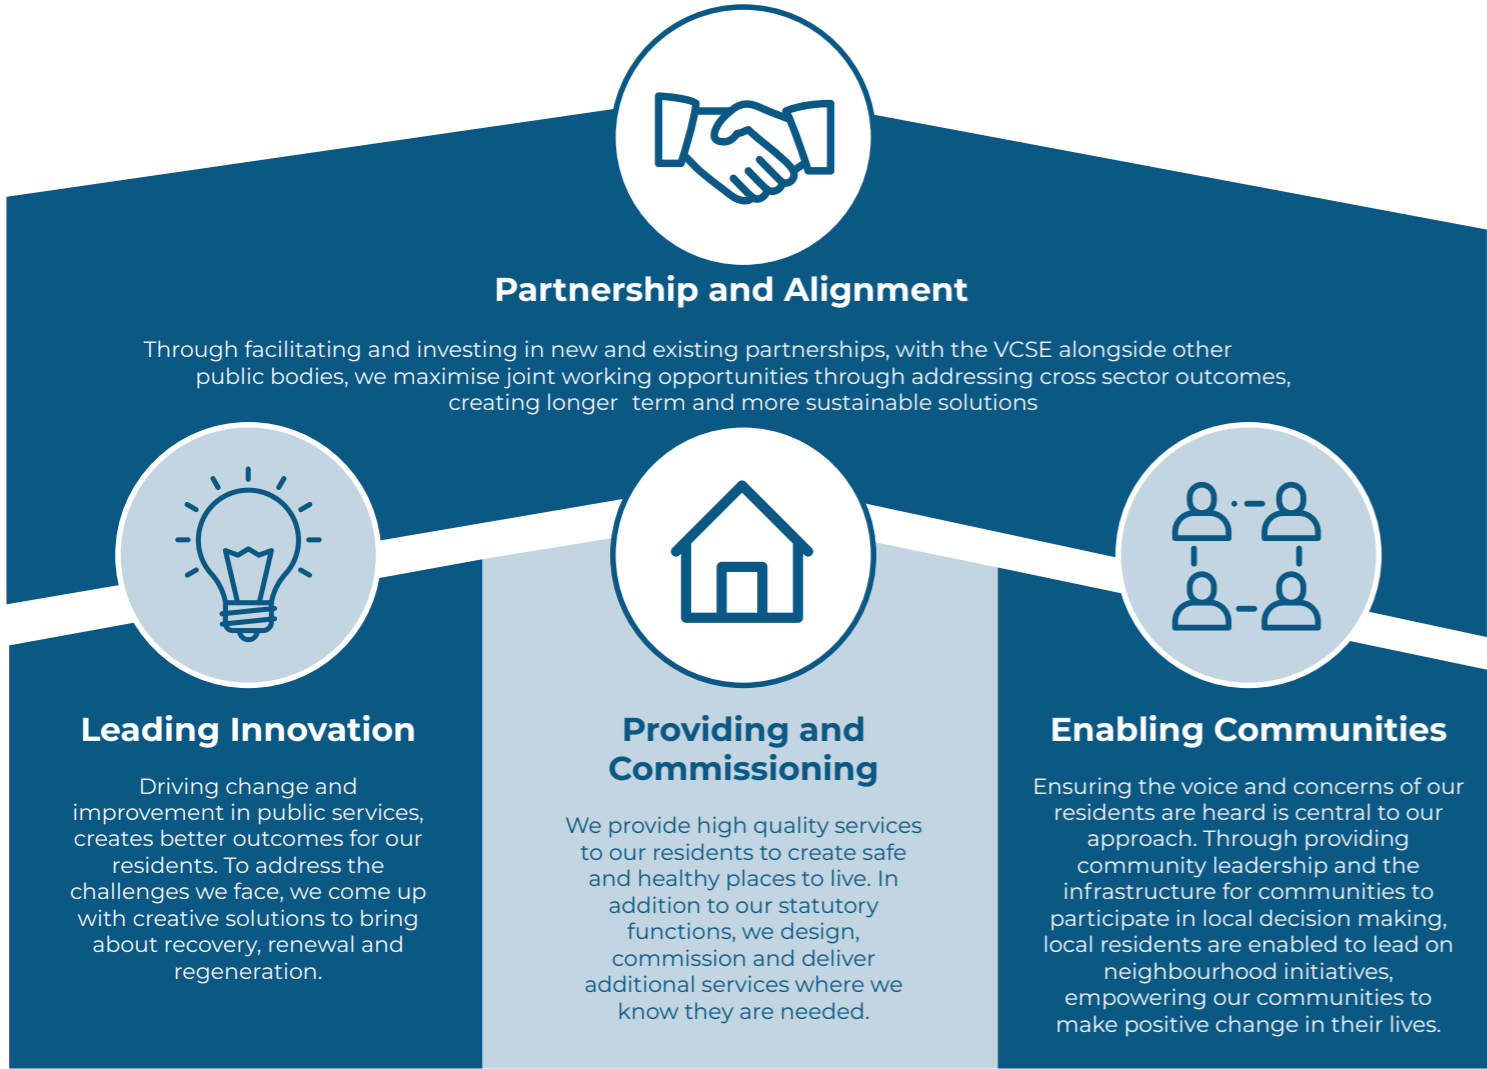 Partnership and Alignment
Through facilitating and investing in new and existing partnerships, with the VCSE alongside other
public bodies, we maximise joint working opportunities through addressing cross sector outcomes,
creating longer term and more sustainable solutions
Leading Innovation
Driving change and
improvement in public services,
creates better outcomes for our
residents. To address the
challenges we face, we come up
with creative solutions to bring
about recovery, renewal and
regeneration.
Providing and
Commissioning
We provide high quality services
to our residents to create safe
and healthy places to live. In
addition to our statutory
functions, we design,
commission and deliver
additional services where we
know they are needed.
Enabling Communities
Ensuring the voice and concerns of our
residents are heard is central to our
approach. Through providing
community leadership and the
infrastructure for communities to
participate in local decision making,
local residents are enabled to lead on
neighbourhood initiatives,
empowering our communities to
make positive change in their lives.